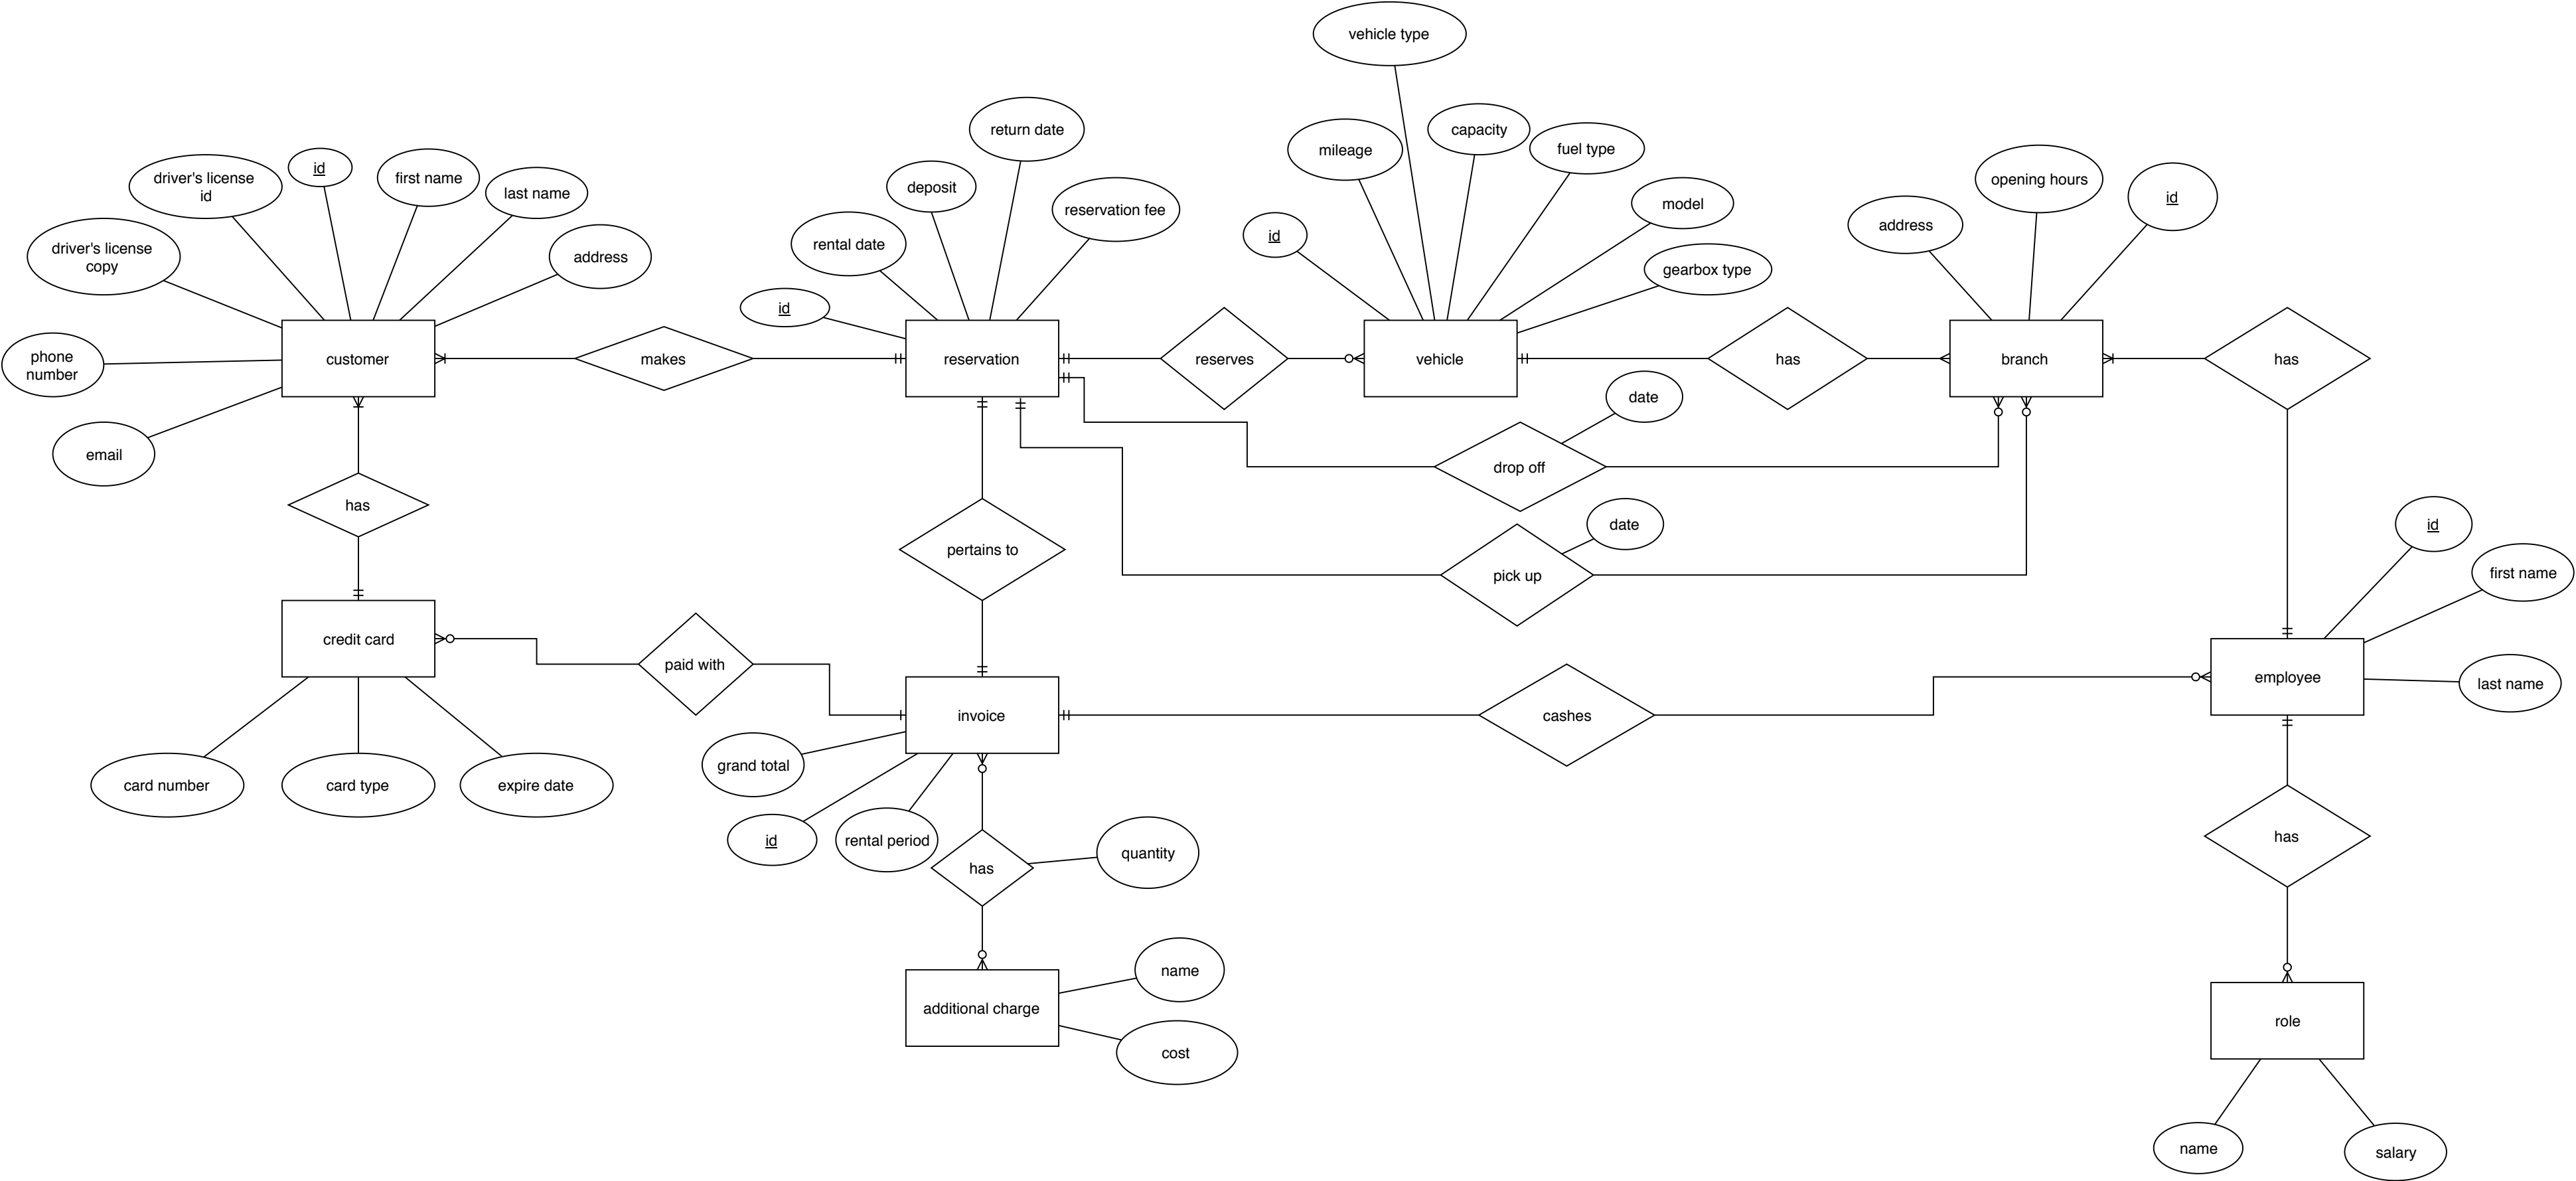 vehicle type
return date
capacity
mileage
fuel type
id
driver's license
id
first name
last name
deposit
reservation fee
model
opening hours
id
address
driver's license
copy
address
rental date
id
gearbox type
id
phone
number
customer
makes
reservation
reserves
vehicle
has
branch
has
date
email
drop off
has
date
pertains to
pick up
id
first name
credit card
paid with
employee
last name
invoice
cashes
grand total
card number
card type
expire date
id
rental period
has
quantity
has
name
additional charge
cost
role
name
salary